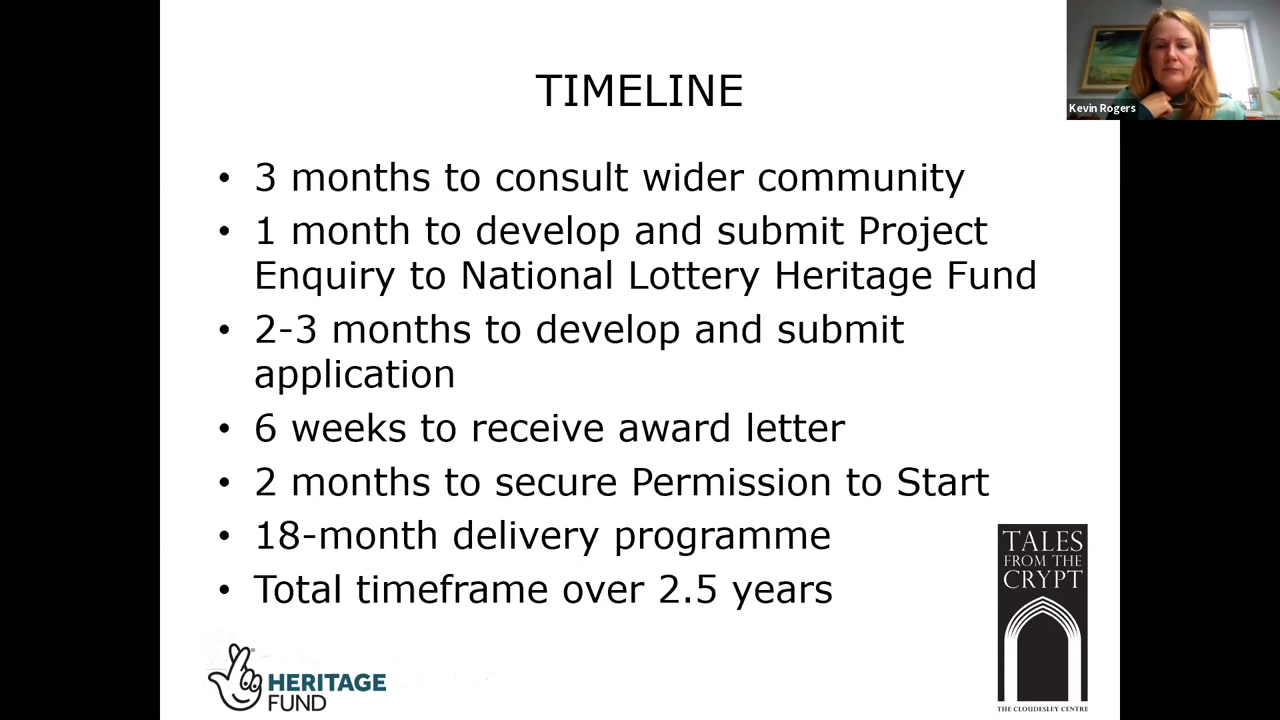 TIMELINE
Kevin Rogers
• 3 months to consult wider community
• 1 month to develop and submit Project
Enquiry to National Lottery Heritage Fund
• 2-3 months to develop and submit
application
• 6 weeks to receive award letter
• 2 months to secure Permission to Start
• 18-month delivery programme
• Total timeframe over 2.5 years
TALES
FROM THE
CRYPT
THE CLOUDESLEY CENTRE
HERITAGE
FUND